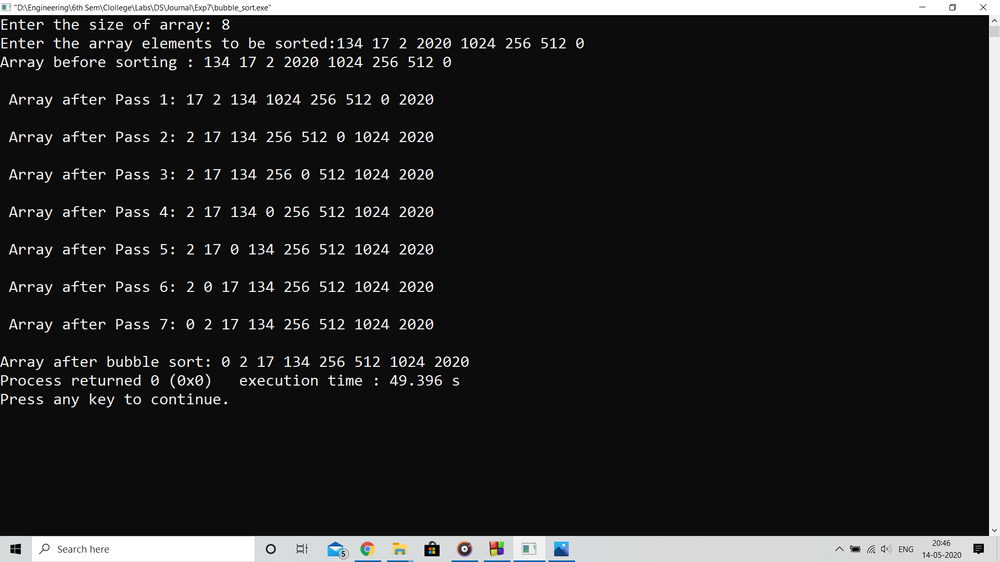 "D:\Engineering\6th Sem\Clollege\Labs\DS\Journal\Exp7\bubble_sort.exe"
Enter the size of array: 8
Enter the array elements to be sorted:134 17 2 2020 1024 256 512 0
Array before sorting : 134 17 2 2020 1024 256 512 0
Array after Pass 1: 17 2 134 1024 256 512 0 2020
Array after Pass 2: 2 17 134 256 512 0 1024 2020
Array after Pass 3: 2 17 134 256 0 512 1024 2020
Array after Pass 4: 2 17 134 0 256 512 1024 2020
Array after Pass 5: 2 17 0 134 256 512 1024 2020
Array after Pass 6: 2 0 17 134 256 512 1024 2020
Array after Pass 7: 0 2 17 134 256 512 1024 2020
Array after bubble sort: 0 2 17 134 256 512 1024 2020
Process returned 0 (0x0)   execution time : 49.396 s
Press any key to continue.
Search here
5
ENG
20:46
14-05-2020